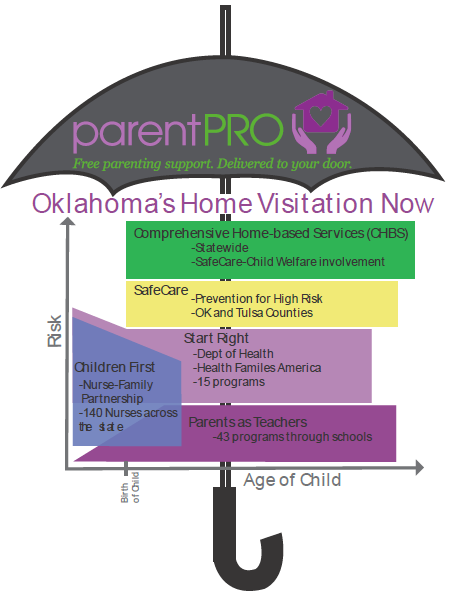 parentPRO
Free parenting support. Delivered to your door.
Oklahoma's Home Visitation Now
Comprehensive Home-based Services (CHBS)
-Statewide
-SafeCare-Child Welfare involvement
SafeCare
-Prevention for High Risk
-OK and Tulsa Counties
Start Right
-Dept of Health
-Health Familes America
-15 programs
Children First
-Nurse-Family
Partnership
-140 Nurses across
the state
Parents as Teachers
-43 programs through schools
Risk
Birth
of Child
Age of Child